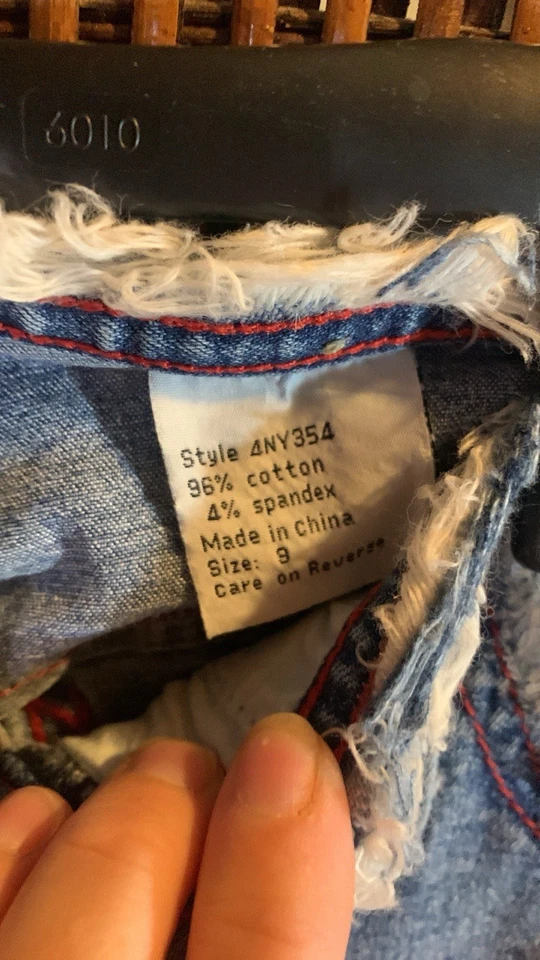 6010
Style 4NY354
96% cotton
4% spandex
Made in China
Size: 9
Care on Reverse